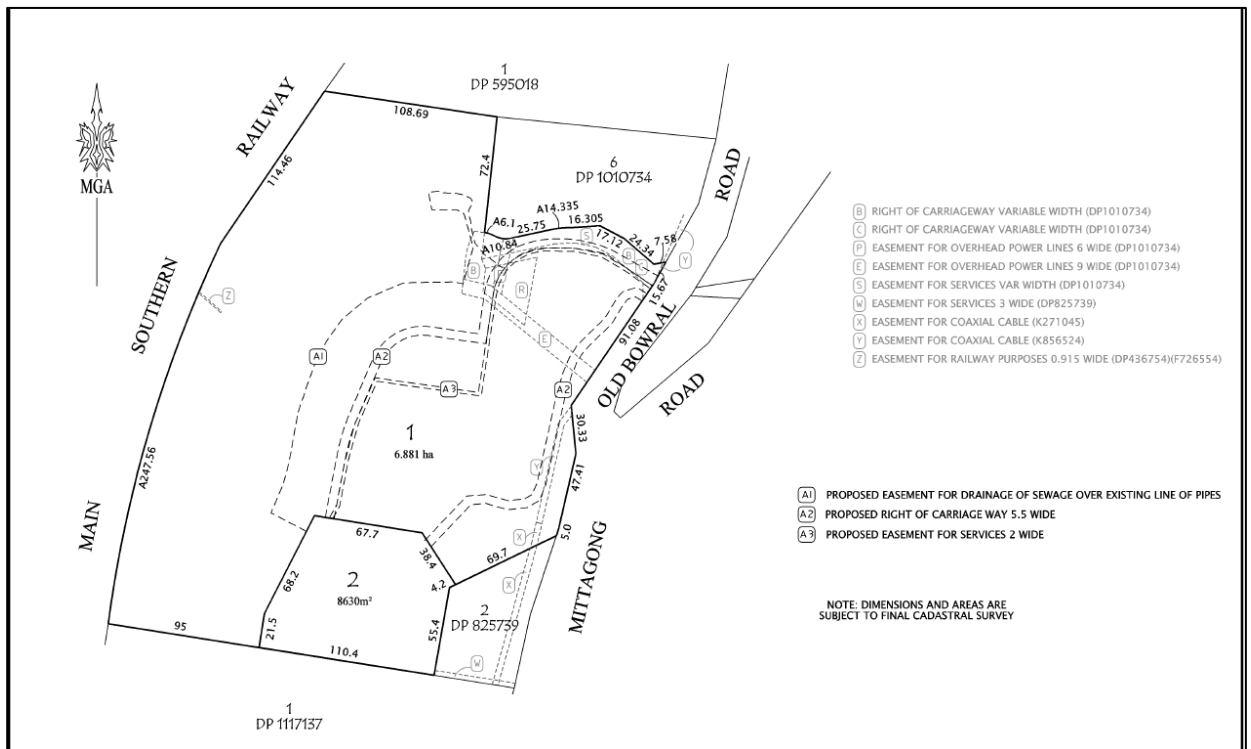 1
DP 595018
RAILWAY
108.69
114.46
72.4
6
DP 1010734
ROAD
MGA
A6.1
A14.335
16.305
25.75
17.12
24.34
7.58
A10.84
S
B
C
Y
B
R
15.67
Z
SOUTHERN
E
91.08
OLD BOWRAL
ROAD
A1
A2
A3
A2
30.33
1
6.881 ha
47.41
Y
A247.56
MAIN
X
5.0
67.7
38.4
69.7
4.2
68.2
2
8630m²
X
2
DP 825739
MITTAGONG
95
21.5
55.4
110.4
W
1
DP 1117137
B RIGHT OF CARRIAGEWAY VARIABLE WIDTH (DP1010734)
C RIGHT OF CARRIAGEWAY VARIABLE WIDTH (DP1010734)
P EASEMENT FOR OVERHEAD POWER LINES 6 WIDE (DP1010734)
E EASEMENT FOR OVERHEAD POWER LINES 9 WIDE (DP1010734)
S EASEMENT FOR SERVICES VAR WIDTH (DP1010734)
W EASEMENT FOR SERVICES 3 WIDE (DP825739)
X EASEMENT FOR COAXIAL CABLE (K271045)
Y EASEMENT FOR COAXIAL CABLE (K856524)
Z EASEMENT FOR RAILWAY PURPOSES 0.915 WIDE (DP436754)(F726554)
A1 PROPOSED EASEMENT FOR DRAINAGE OF SEWAGE OVER EXISTING LINE OF PIPES
A2 PROPOSED RIGHT OF CARRIAGE WAY 5.5 WIDE
A3 PROPOSED EASEMENT FOR SERVICES 2 WIDE
NOTE: DIMENSIONS AND AREAS ARE
SUBJECT TO FINAL CADASTRAL SURVEY